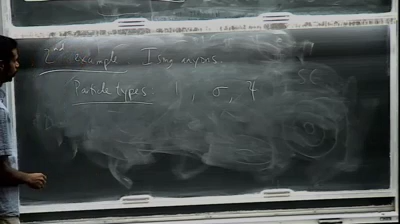 2nd example. Ising anyons.
Particle types: 1, σ, ψ